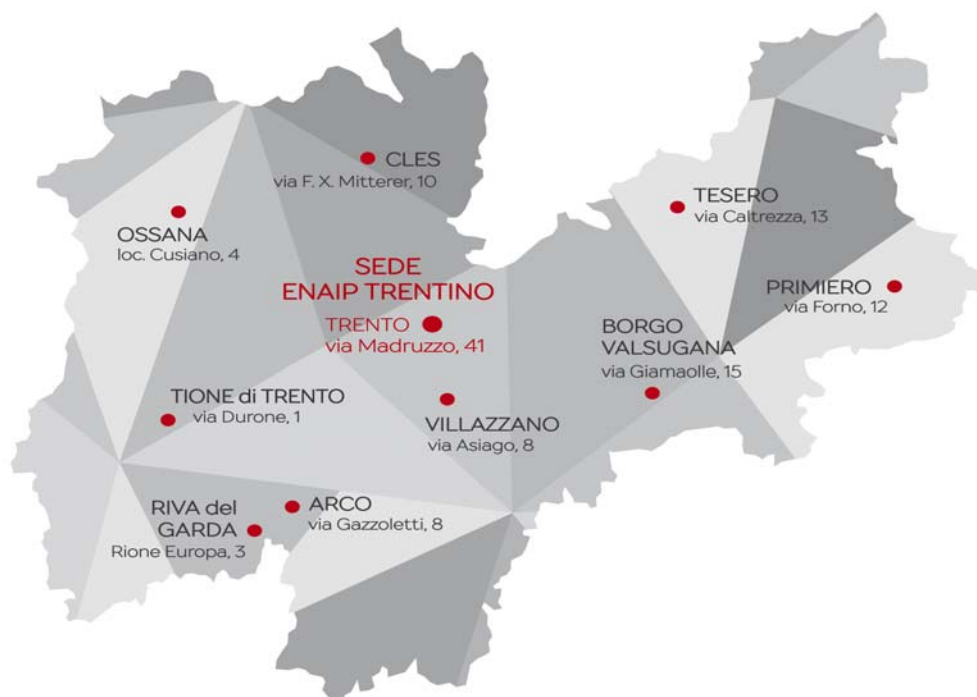 CLES
via F. X. Mitterer, 10
TESERO
via Caltrezza, 13
OSSANA
loc. Cusiano, 4
SEDE
ENAIP TRENTINO
TRENTO
via Madruzzo, 41
PRIMIERO
via Forno, 12
BORGO
VALSUGANA
via Giamaolle, 15
TIONE di TRENTO
via Durone, 1
VILLAZZANO
via Asiago, 8
RIVA del
GARDA
Rione Europa, 3
ARCO
via Gazzoletti, 8